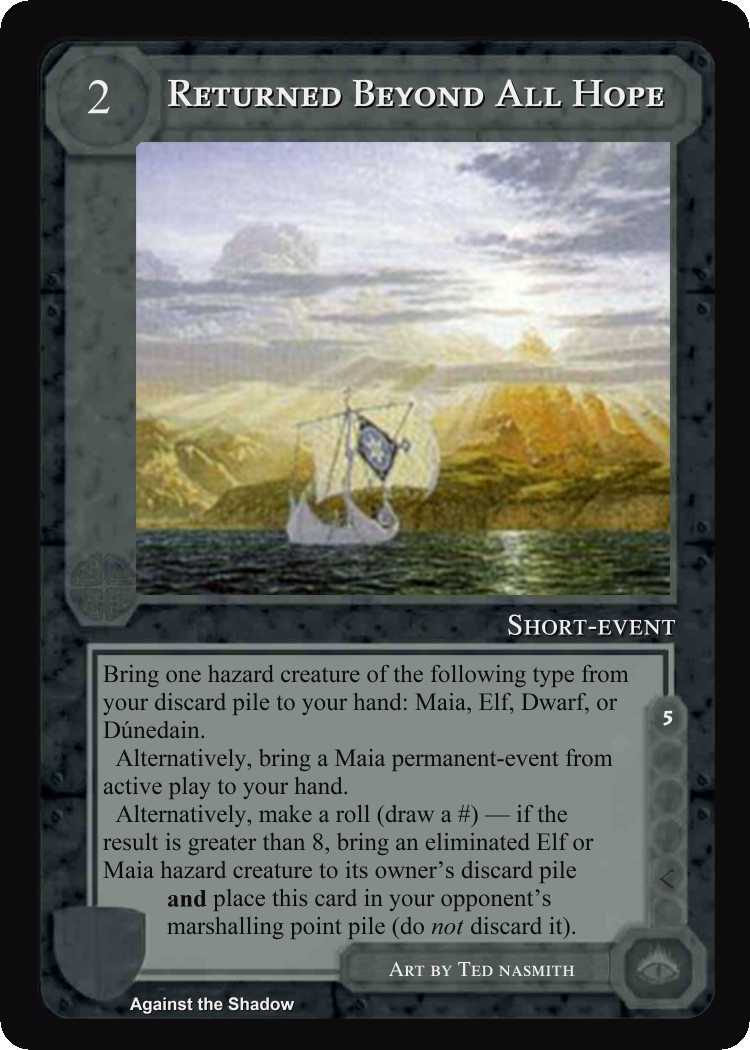 2
Returned Beyond All Hope
Short-event
Bring one hazard creature of the following type from
your discard pile to your hand: Maia, Elf, Dwarf, or
Dúnedain.
Alternatively, bring a Maia permanent-event from
active play to your hand.
Alternatively, make a roll (draw a #) — if the
result is greater than 8, bring an eliminated Elf or
Maia hazard creature to its owner's discard pile
and place this card in your opponent's
marshalling point pile (do not discard it).
5
Art by Ted nasmith
Against the Shadow